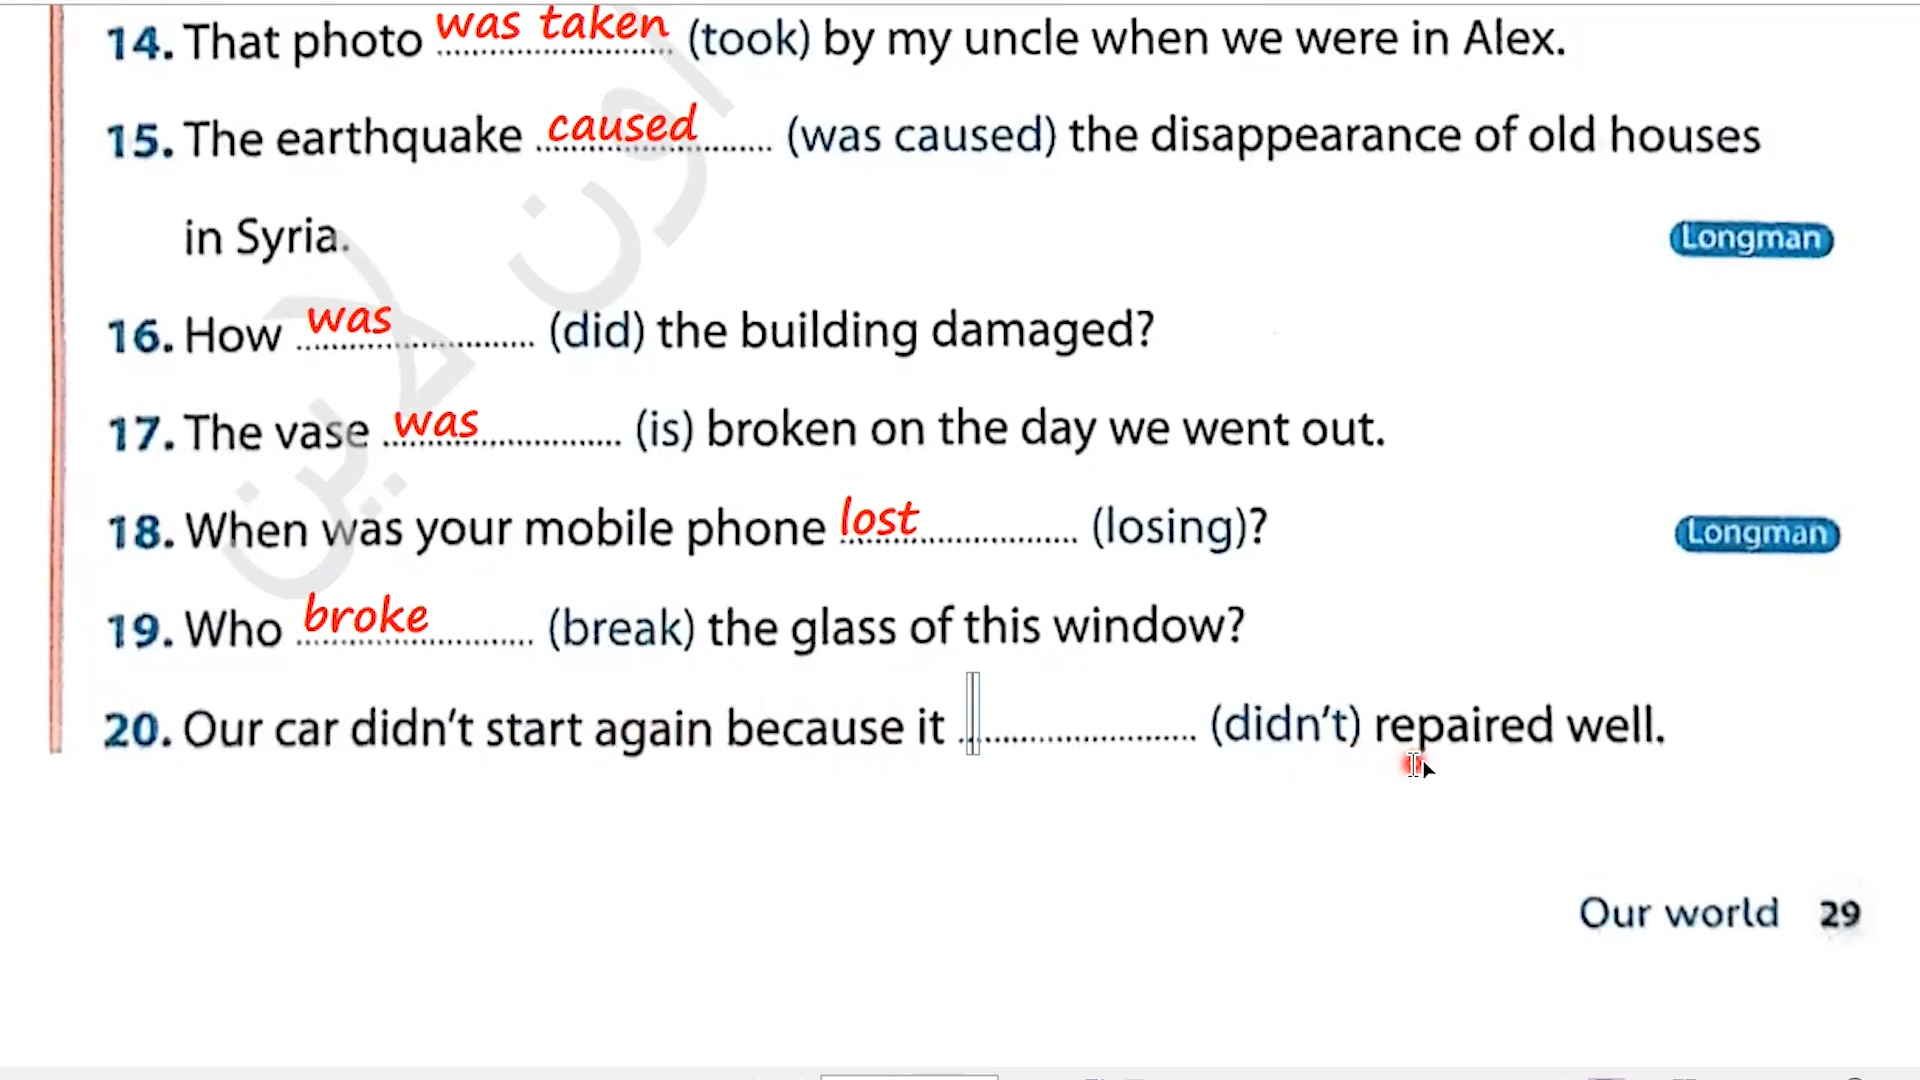 14. That photo was taken (took) by my uncle when we were in Alex.
15. The earthquake caused (was caused) the disappearance of old houses
in Syria.
Longman
16. How was (did) the building damaged?
17. The vase was (is) broken on the day we went out.
18. When was your mobile phone lost (losing)?
Longman
19. Who broke (break) the glass of this window?
20. Our car didn't start again because it .................... (didn't) repaired well.
Our world 29
اون لاين